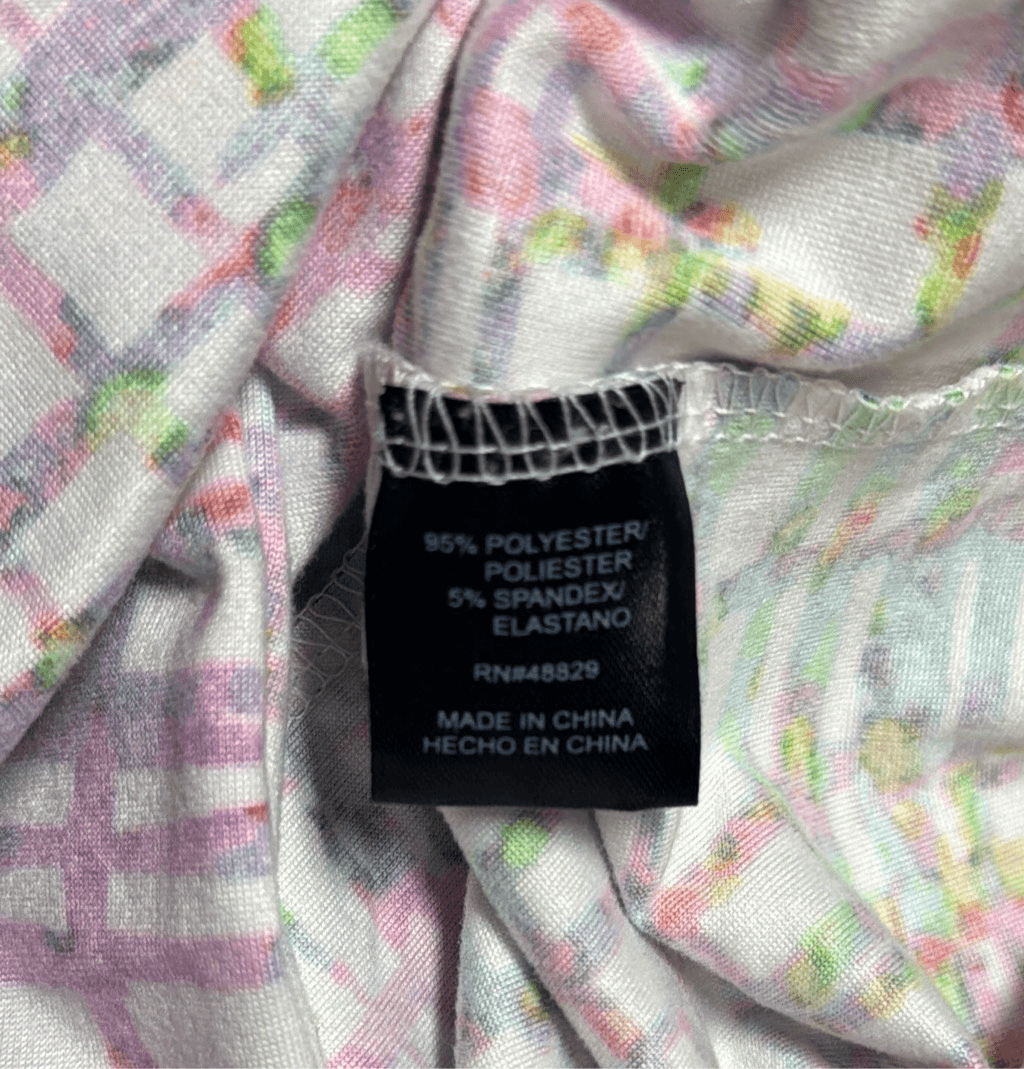 95% POLYESTER/
POLIESTER
5% SPANDEX/
ELASTANO
RN#48829
MADE IN CHINA
HECHO EN CHINA